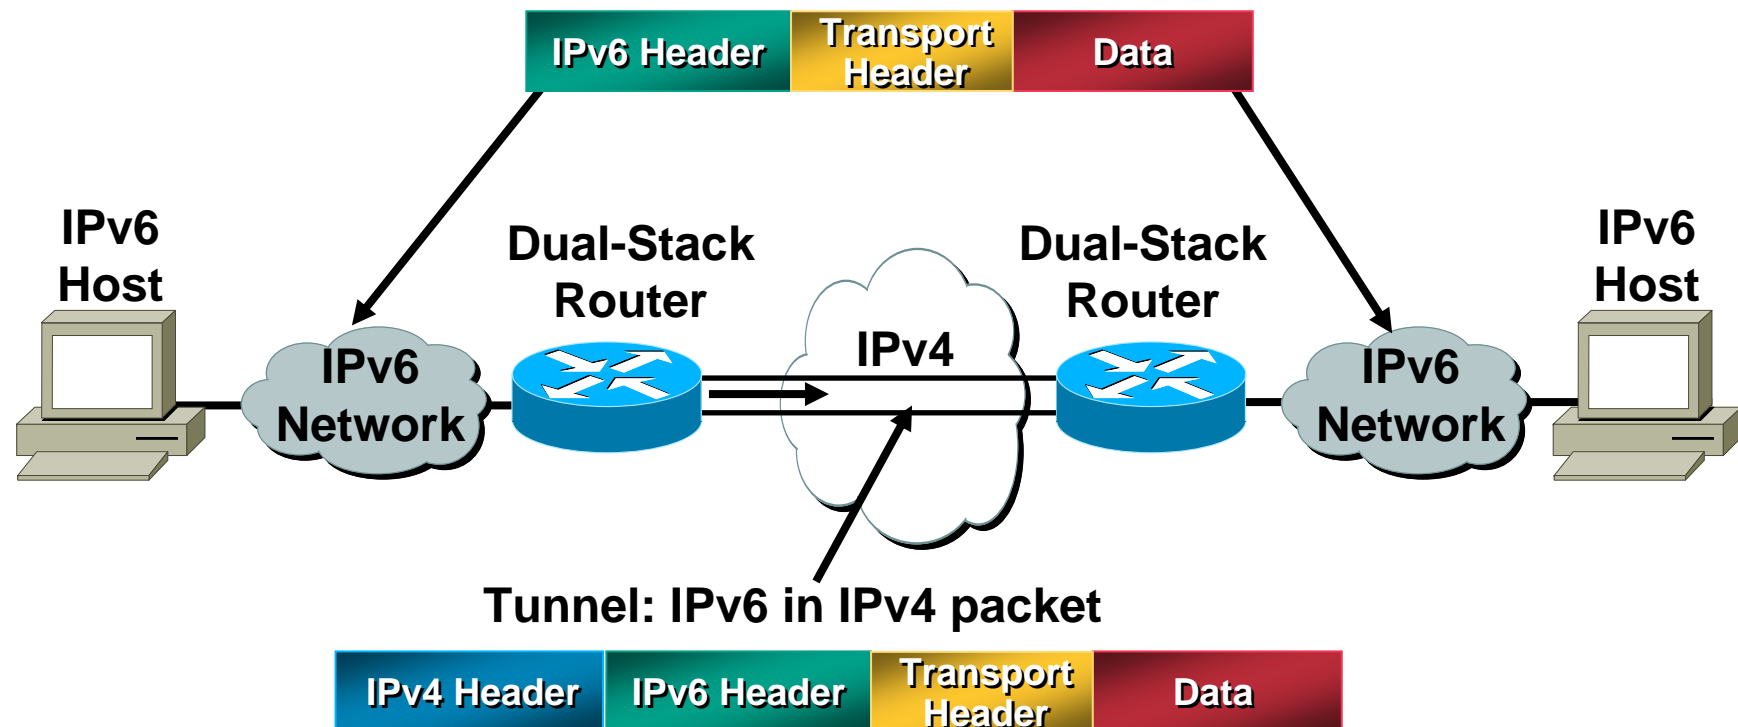 IPv6 Header
Transport
Header
Data
IPv6
Host
Dual-Stack
Router
Dual-Stack
Router
IPv6
Host
IPv6
Network
IPv4
IPv6
Network
Tunnel: IPv6 in IPv4 packet
IPv4 Header
IPv6 Header
Transport
Header
Data